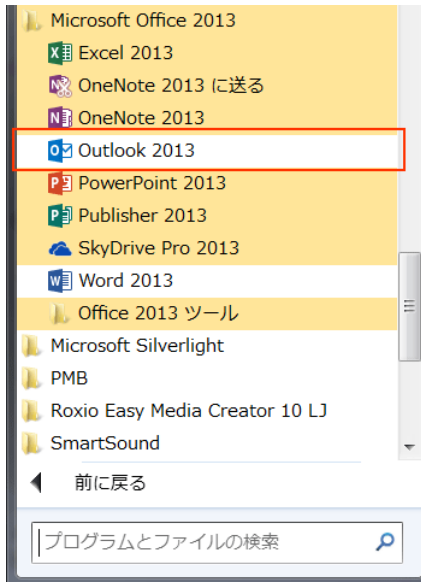 Microsoft Office 2013
Excel 2013
OneNote 2013 に送る
OneNote 2013
Outlook 2013
PowerPoint 2013
Publisher 2013
SkyDrive Pro 2013
Word 2013
Office 2013 ツール
Microsoft Silverlight
PMB
Roxio Easy Media Creator 10 LJ
SmartSound
前に戻る
プログラムとファイルの検索